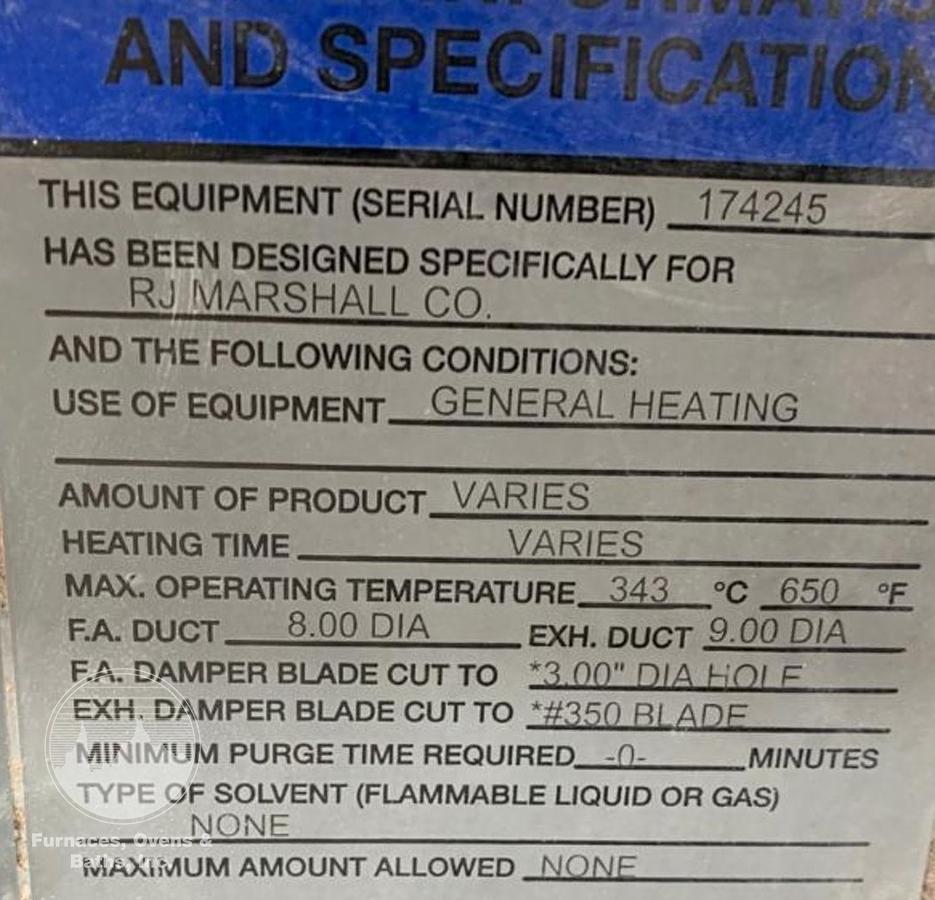 AND SPECIFICATION
THIS EQUIPMENT (SERIAL NUMBER) 174245
HAS BEEN DESIGNED SPECIFICALLY FOR
RJ MARSHALL CO.
AND THE FOLLOWING CONDITIONS:
USE OF EQUIPMENT GENERAL HEATING
AMOUNT OF PRODUCT VARIES
HEATING TIME VARIES
MAX. OPERATING TEMPERATURE 343 °C 650 °F
F.A. DUCT 8.00 DIA EXH. DUCT 9.00 DIA
F.A. DAMPER BLADE CUT TO *3.00" DIA HOLE
EXH. DAMPER BLADE CUT TO *#350 BLADE
MINIMUM PURGE TIME REQUIRED -0- MINUTES
TYPE OF SOLVENT (FLAMMABLE LIQUID OR GAS)
NONE
MAXIMUM AMOUNT ALLOWED NONE
Furnaces, Ovens &
Baths, Inc.